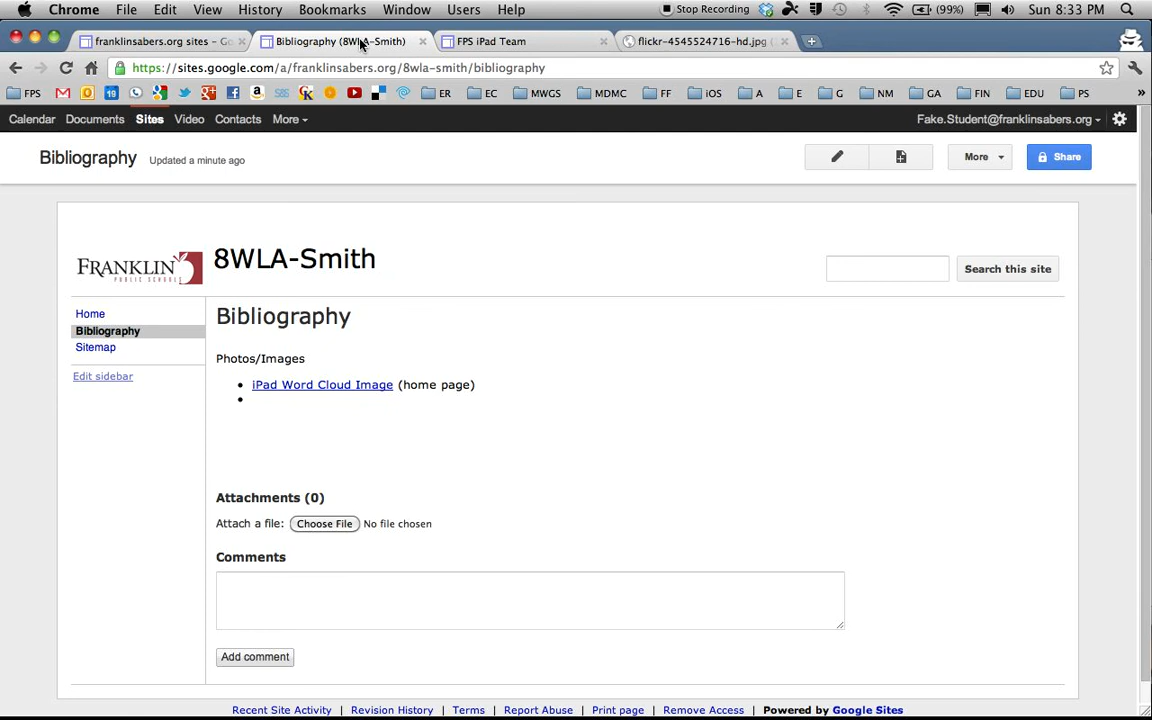 Chrome File Edit View History Bookmarks Window Users Help Stop Recording (99%) Sun 8:33 PM
franklinsabers.org sites – Go Bibliography (8WLA-Smith) FPS iPad Team flickr-4545524716-hd.jpg (
https://sites.google.com/a/franklinsabers.org/8wla-smith/bibliography
FPS 19 ER EC MWGS MDMC FF iOS A E G NM GA FIN EDU PS »
Calendar Documents Sites Video Contacts More Fake.Student@franklinsabers.org
Bibliography Updated a minute ago More Share
FRANKLIN
PUBLIC SCHOOLS
8WLA-Smith
Search this site
Home
Bibliography
Sitemap
Edit sidebar
Bibliography
Photos/Images
• iPad Word Cloud Image (home page)
•
Attachments (0)
Attach a file: Choose File No file chosen
Comments
Add comment
Recent Site Activity | Revision History | Terms | Report Abuse | Print page | Remove Access | Powered by Google Sites